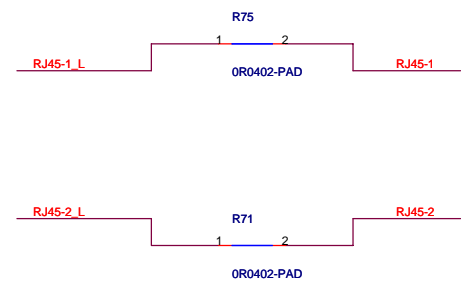 R75
1 2
RJ45-1_L RJ45-1
0R0402-PAD
RJ45-2_L RJ45-2
R71
1 2
0R0402-PAD